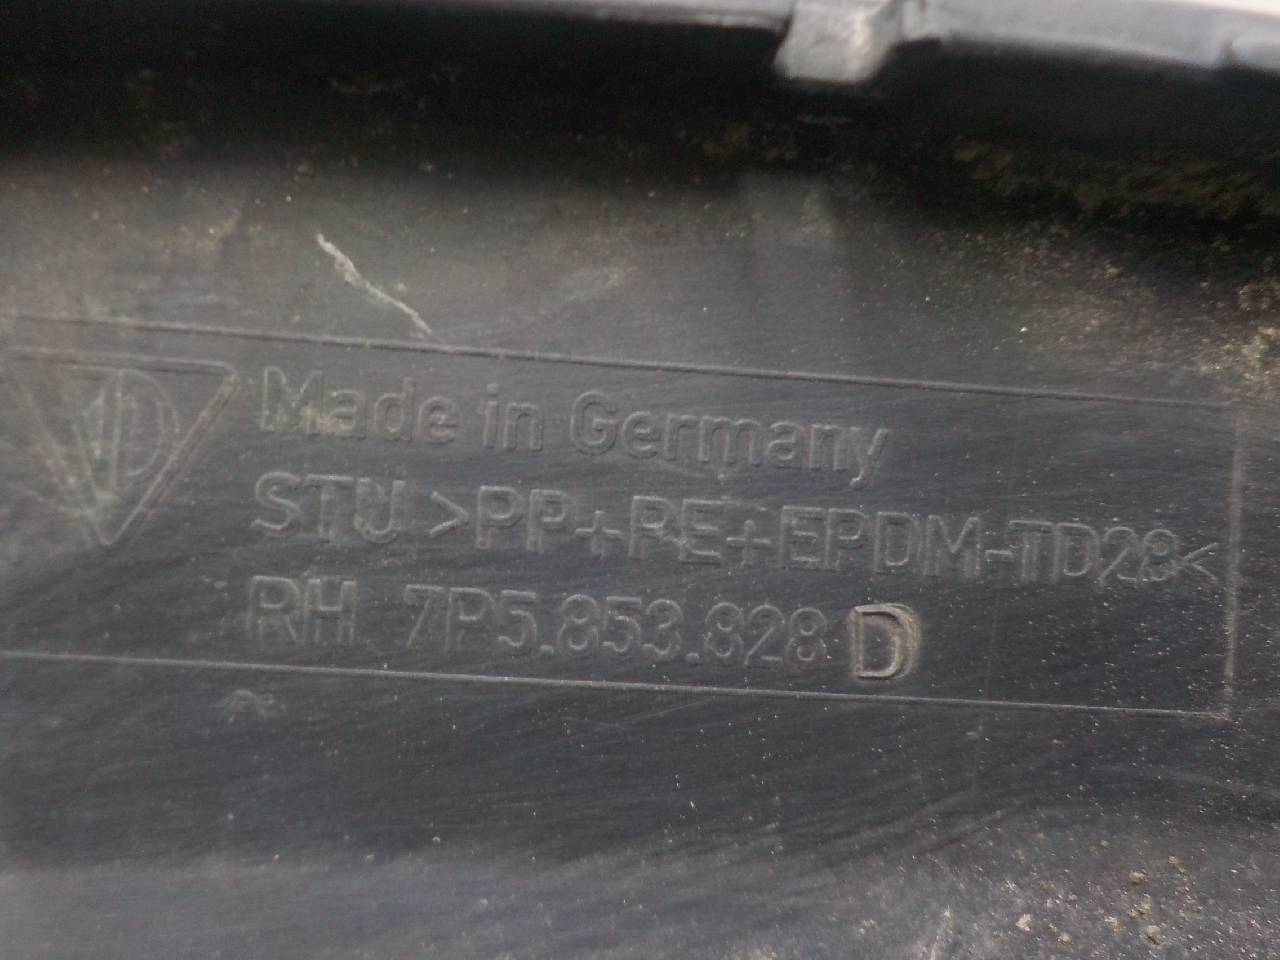 Made in Germany
STU >PP+PE+EPDM-TD28<
RH 7P5.853.828 D